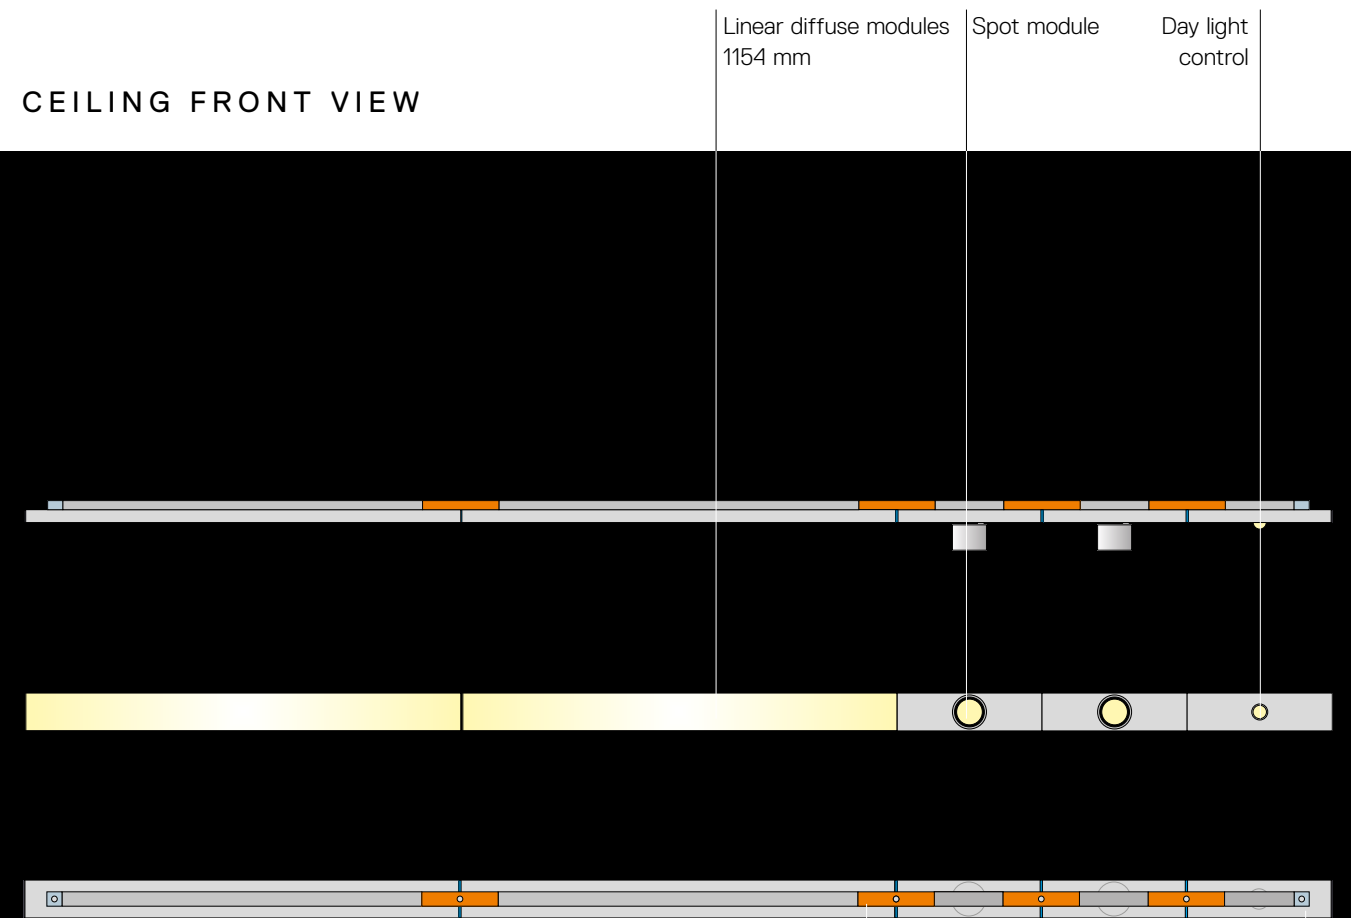 Linear diffuse modules
1154 mm
Spot module
Day light
control
CEILING FRONT VIEW